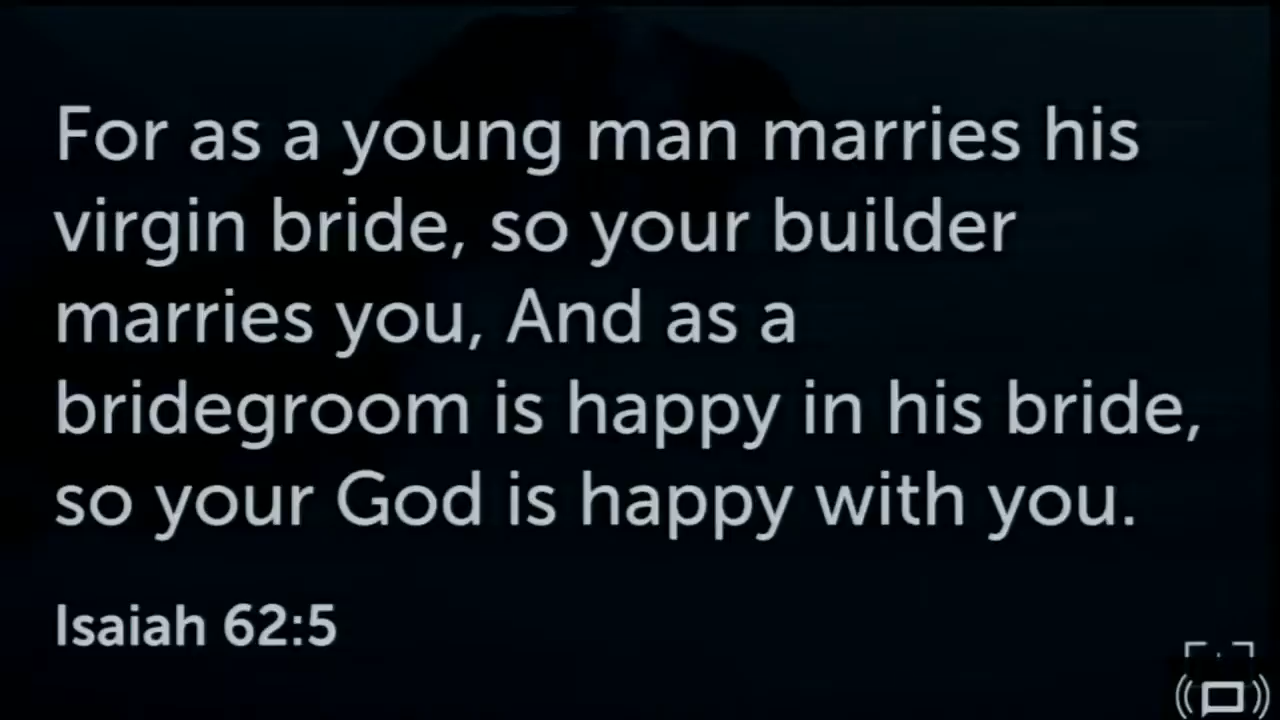 For as a young man marries his
virgin bride, so your builder
marries you, And as a
bridegroom is happy in his bride,
so your God is happy with you.
Isaiah 62:5